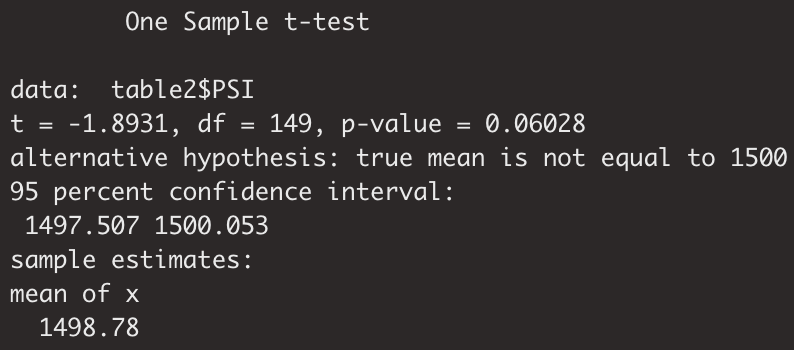 One Sample t-test
data:  table2$PSI
t = -1.8931, df = 149, p-value = 0.06028
alternative hypothesis: true mean is not equal to 1500
95 percent confidence interval:
1497.507 1500.053
sample estimates:
mean of x
1498.78